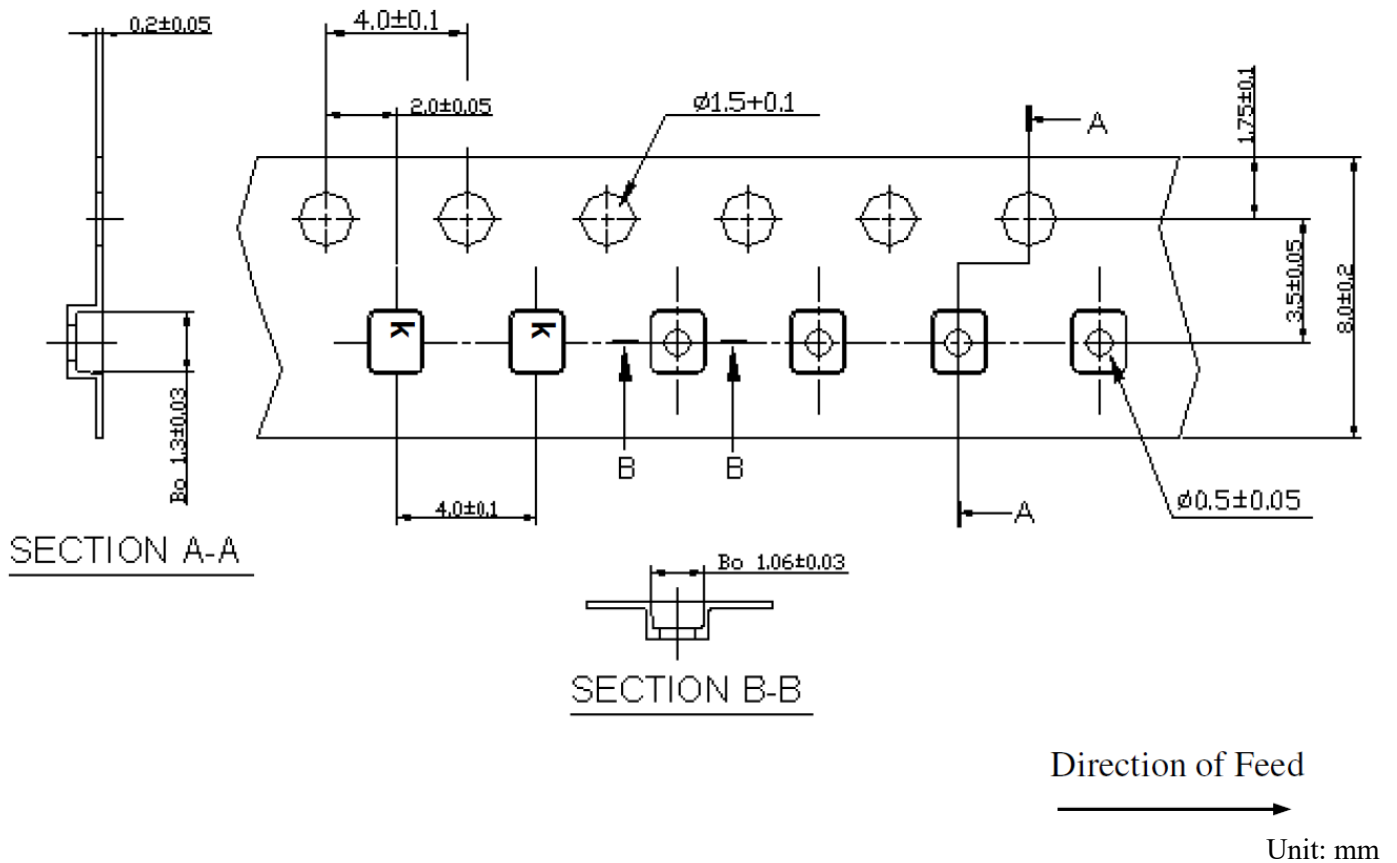 0.2±0.05
4.0±0.1
2.0±0.05
Ø1.5+0.1
A
1.75±0.1
3.5±0.05
8.0±0.2
k
k
Bo 1.3±0.03
B
B
4.0±0.1
A
Ø0.5±0.05
SECTION A-A
Bo 1.06±0.03
SECTION B-B
Direction of Feed
Unit: mm